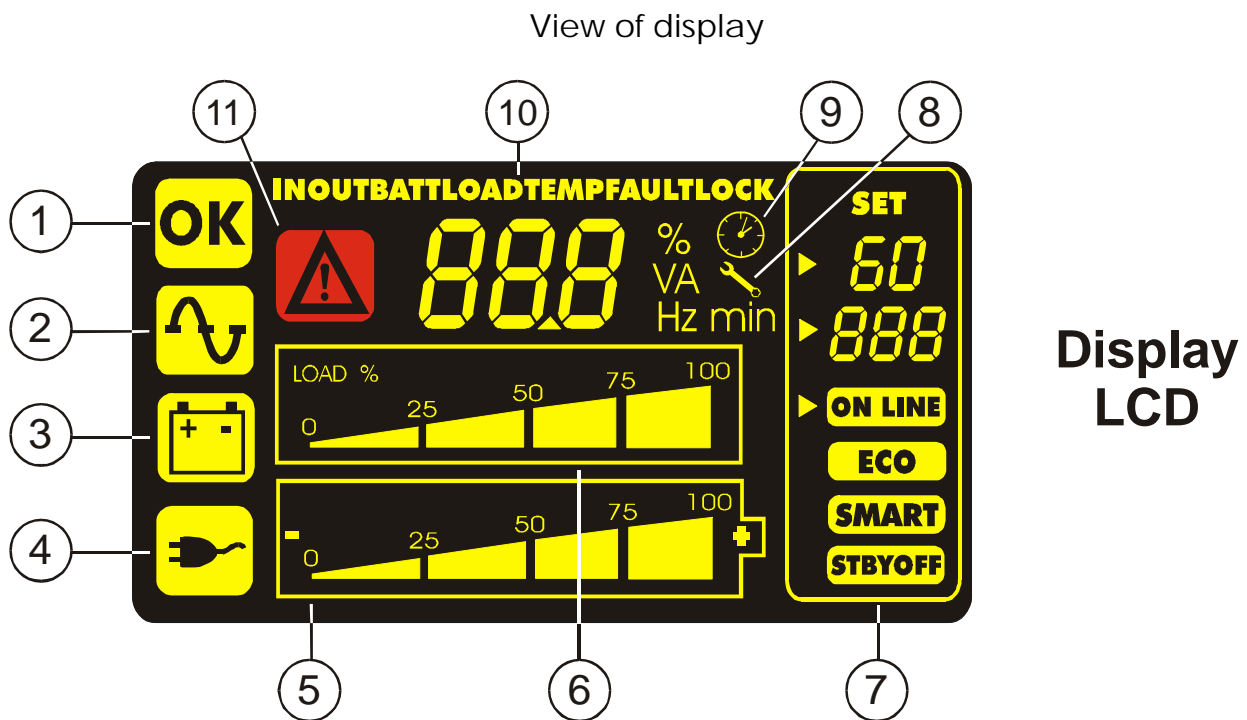 View of display
11
10
9
8
1
OK
INOUTBATTLOADTEMPFAULTLOCK
SET
888
%
VA
Hz min
60
888
2
LOAD %
0
25
50
75
100
ON LINE
Display
LCD
3
+ -
ECO
-
0
25
50
75
100
+
SMART
4
STBYOFF
5
6
7